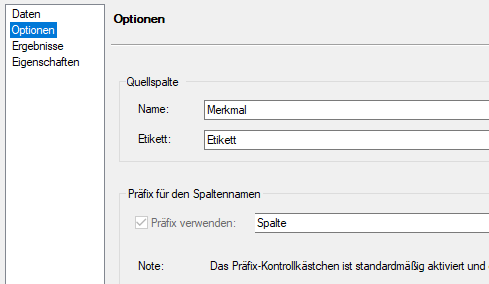 Daten
Optionen
Ergebnisse
Eigenschaften
Optionen
Quellspalte
Name: Merkmal
Etikett: Etikett
Präfix für den Spaltennamen
Präfix verwenden: Spalte
Note: Das Präfix-Kontrollkästchen ist standardmäßig aktiviert und